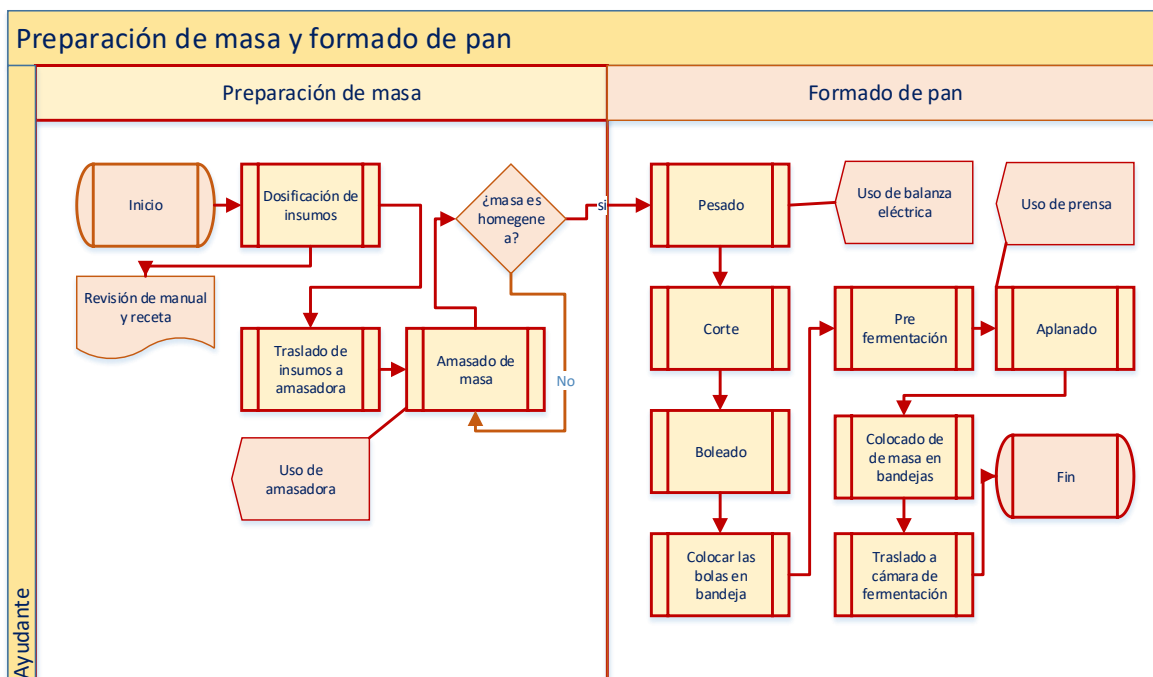 Preparación de masa y formado de pan
Preparación de masa
Formado de pan
Ayudante
Inicio
Dosificación de
insumos
Revisión de manual
y receta
Traslado de
insumos a
amasadora
Amasado de
masa
Uso de
amasadora
¿masa es
homegene
a?
No
si
Pesado
Uso de balanza
eléctrica
Corte
Boleado
Colocar las
bolas en
bandeja
Pre
fermentación
Aplanado
Uso de prensa
Colocado de
de masa en
bandejas
Traslado a
cámara de
fermentación
Fin